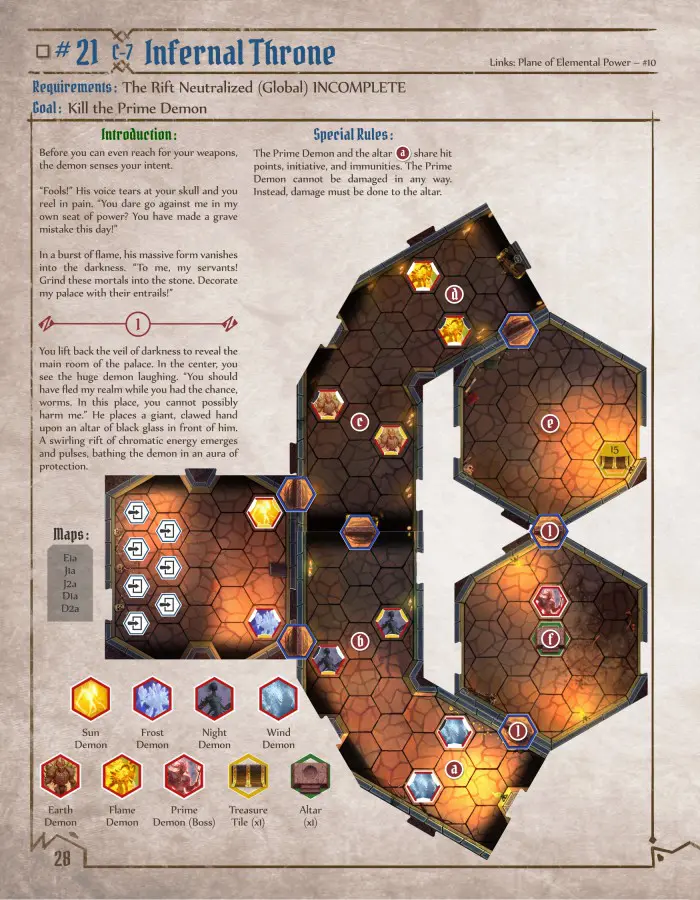 #21 C-7 Infernal Throne
Links: Plane of Elemental Power – #10
Requirements: The Rift Neutralized (Global) INCOMPLETE
Goal: Kill the Prime Demon
Introduction:
Before you can even reach for your weapons,
the demon senses your intent.
“Fools!” His voice tears at your skull and you
reel in pain. “You dare go against me in my
own seat of power? You have made a grave
mistake this day!”
In a burst of flame, his massive form vanishes
into the darkness. “To me, my servants!
Grind these mortals into the stone. Decorate
my palace with their entrails!”
1
You lift back the veil of darkness to reveal the
main room of the palace. In the center, you
see the huge demon laughing. “You should
have fled my realm while you had the chance,
worms. In this place, you cannot possibly
harm me.” He places a giant, clawed hand
upon an altar of black glass in front of him.
A swirling rift of chromatic energy emerges
and pulses, bathing the demon in an aura of
protection.
Special Rules:
The Prime Demon and the altar a share hit
points, initiative, and immunities. The Prime
Demon cannot be damaged in any way.
Instead, damage must be done to the altar.
d
c
e
15
1
b
f
1
a
Maps:
E1a
J1a
J2a
D1a
D2a
Sun
Demon
Frost
Demon
Night
Demon
Wind
Demon
Earth
Demon
Flame
Demon
Prime
Demon (Boss)
Treasure
Tile (x1)
Altar
(x1)
28